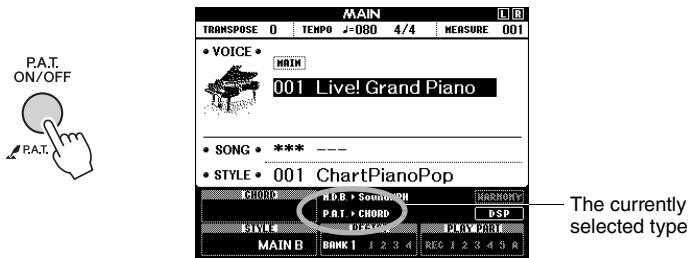 P.A.T.
ON/OFF
P.A.T.
MAIN
L R
TRANSPOSE 0 TEMPO ♩=080 4/4 MEASURE 001
VOICE
MAIN
001 Live! Grand Piano
SONG *** ---
STYLE 001 ChartPianoPop
CHORD
M.D.B.
HARMONY
P.A.T. CHORD
DSP
STYLE
PLAY PART
MAIN B
BANK 1 1 2 3 4
REC 1 2 3 4 5 A
The currently
selected type